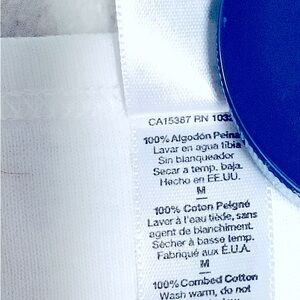 CA15387 RN 1032
100% Algodón Peina
Lavar en agua tibia
Sin blanqueador
Secar a temp. baja.
Hecho en EE.UU.
M
100% Coton Peigné
Laver à l'eau tiède, sans
agent de blanchiment.
Sécher à basse temp.
Fabriqué aux É.U.A.
M
100% Combed Cotton
Wash warm, do not